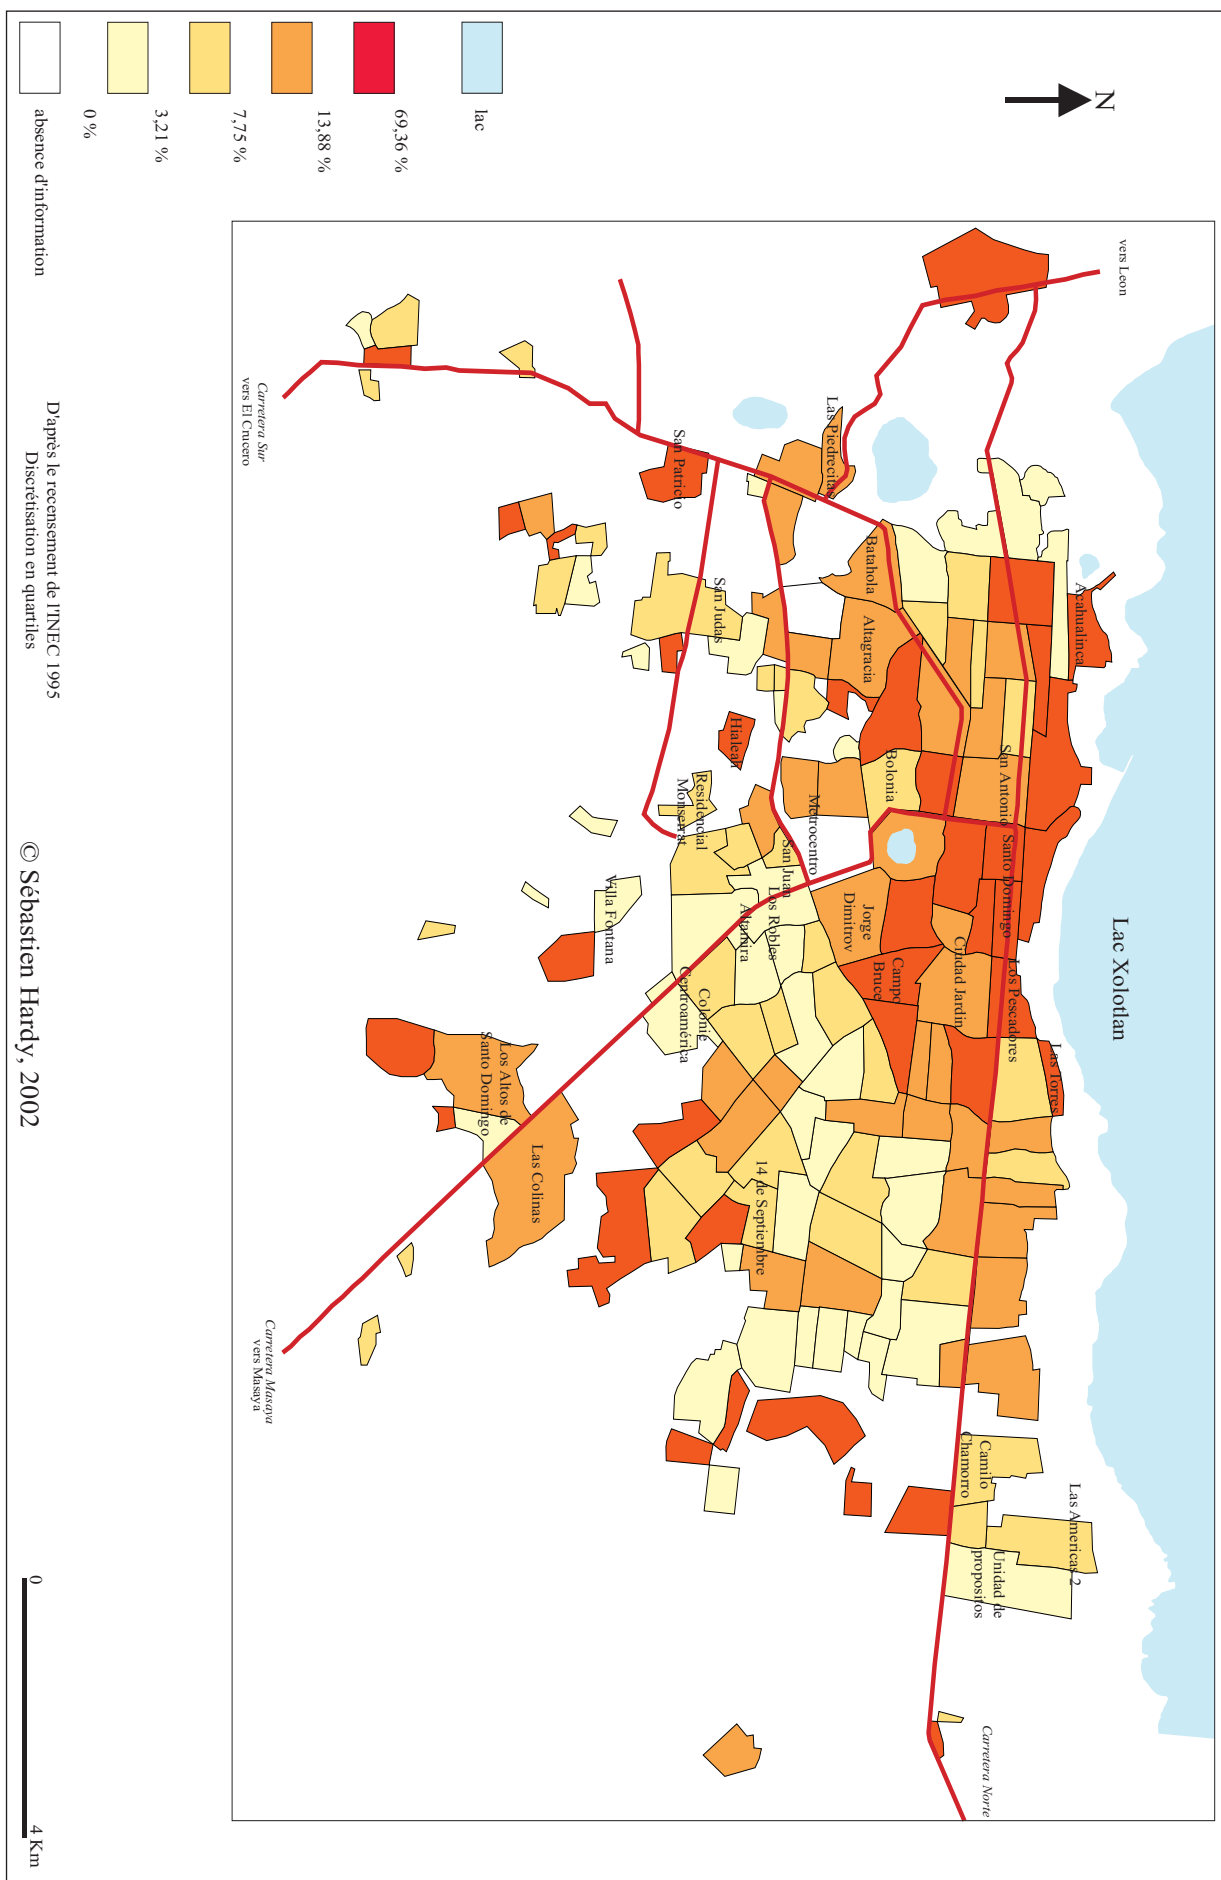 N
vers Leon
Lac Xolotlan
Acahualinca
Las Piedrecitas
Batahola
Altagracia
San Antonio
Santo Domingo
Los Pescadores
Las Torres
Bolonia
Ciudad Jardin
Campo
Bruce
Jorge
Dimitrov
Metrocentro
San Patricio
San Judas
Hialeah
Residencial
Monserrat
San Juan
Los Robles
Altamira
Villa Fontana
Colonie
Centroamérica
14 de Septiembre
Camilo
Chamorro
Las Americas 2
Unidad de
propositos
Carretera Norte
Los Altos de
Santo Domingo
Las Colinas
Carretera Sur
vers El Crucero
Carretera Masaya
vers Masaya
lac
69,36 %
13,88 %
7,75 %
3,21 %
0 %
absence d'information
D'après le recensement de l'INEC 1995
Discrétisation en quartiles
© Sébastien Hardy, 2002
0
4 Km